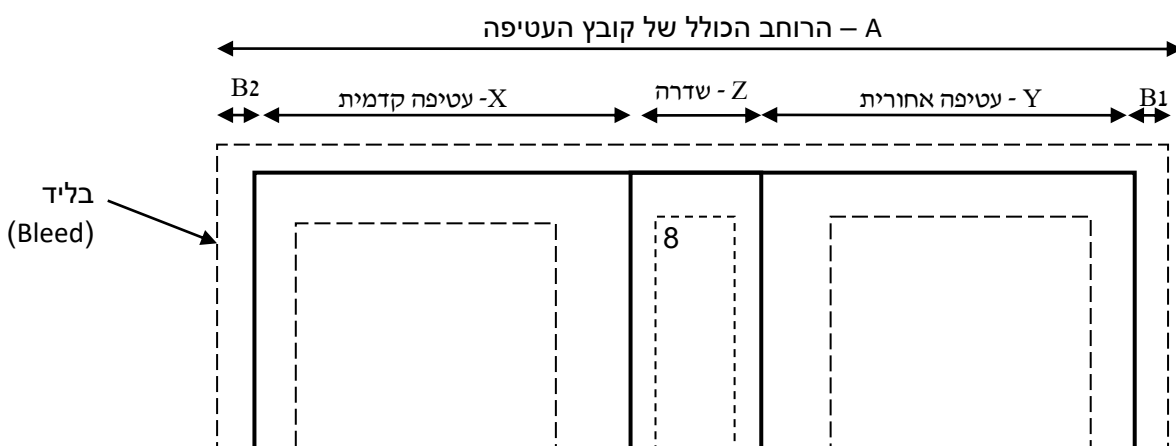 A – הרוחב הכולל של קובץ העטיפה
B2
X- עטיפה קדמית
Z - שדרה
Y - עטיפה אחורית
B1
בליד
(Bleed)
8